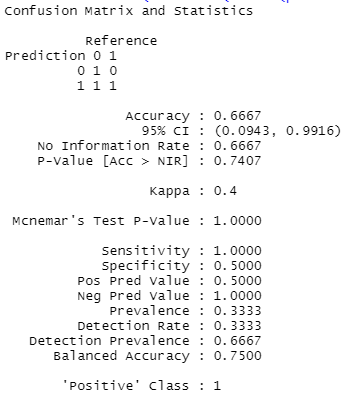 Confusion Matrix and Statistics
Reference
Prediction 0 1
0 1 0
1 1 1
Accuracy : 0.6667
95% CI : (0.0943, 0.9916)
No Information Rate : 0.6667
P-Value [Acc > NIR] : 0.7407
Kappa : 0.4
Mcnemar's Test P-Value : 1.0000
Sensitivity : 1.0000
Specificity : 0.5000
Pos Pred Value : 0.5000
Neg Pred Value : 1.0000
Prevalence : 0.3333
Detection Rate : 0.3333
Detection Prevalence : 0.6667
Balanced Accuracy : 0.7500
'Positive' Class : 1